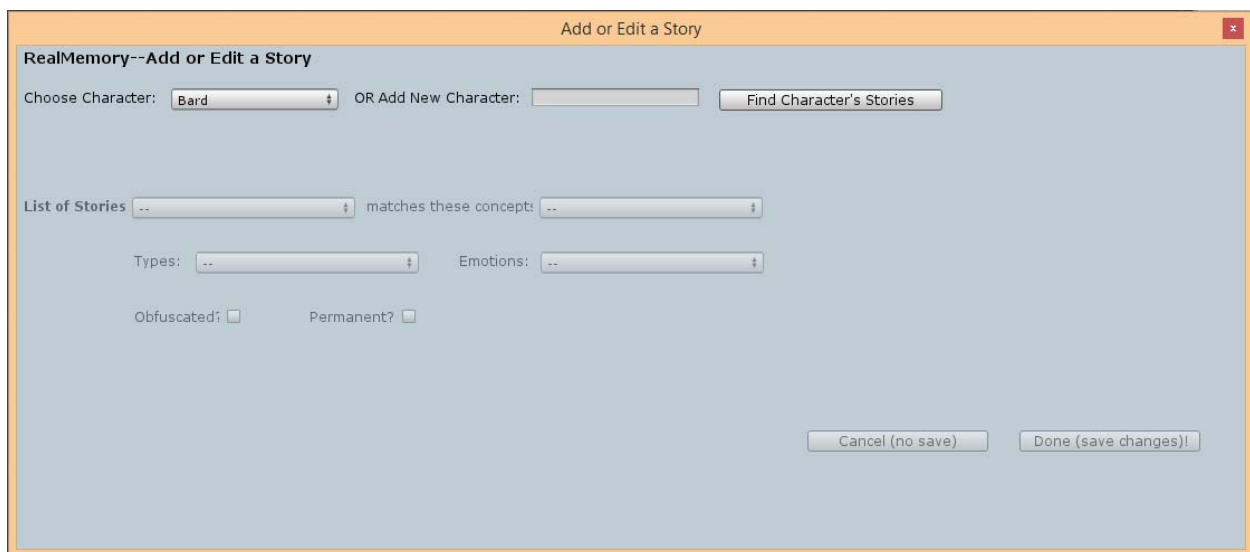 Add or Edit a Story
x
RealMemory--Add or Edit a Story
Choose Character: Bard OR Add New Character: Find Character's Stories
List of Stories -- matches these concept: --
Types: -- Emotions: --
Obfuscated? Permanent?
Cancel (no save) Done (save changes)!